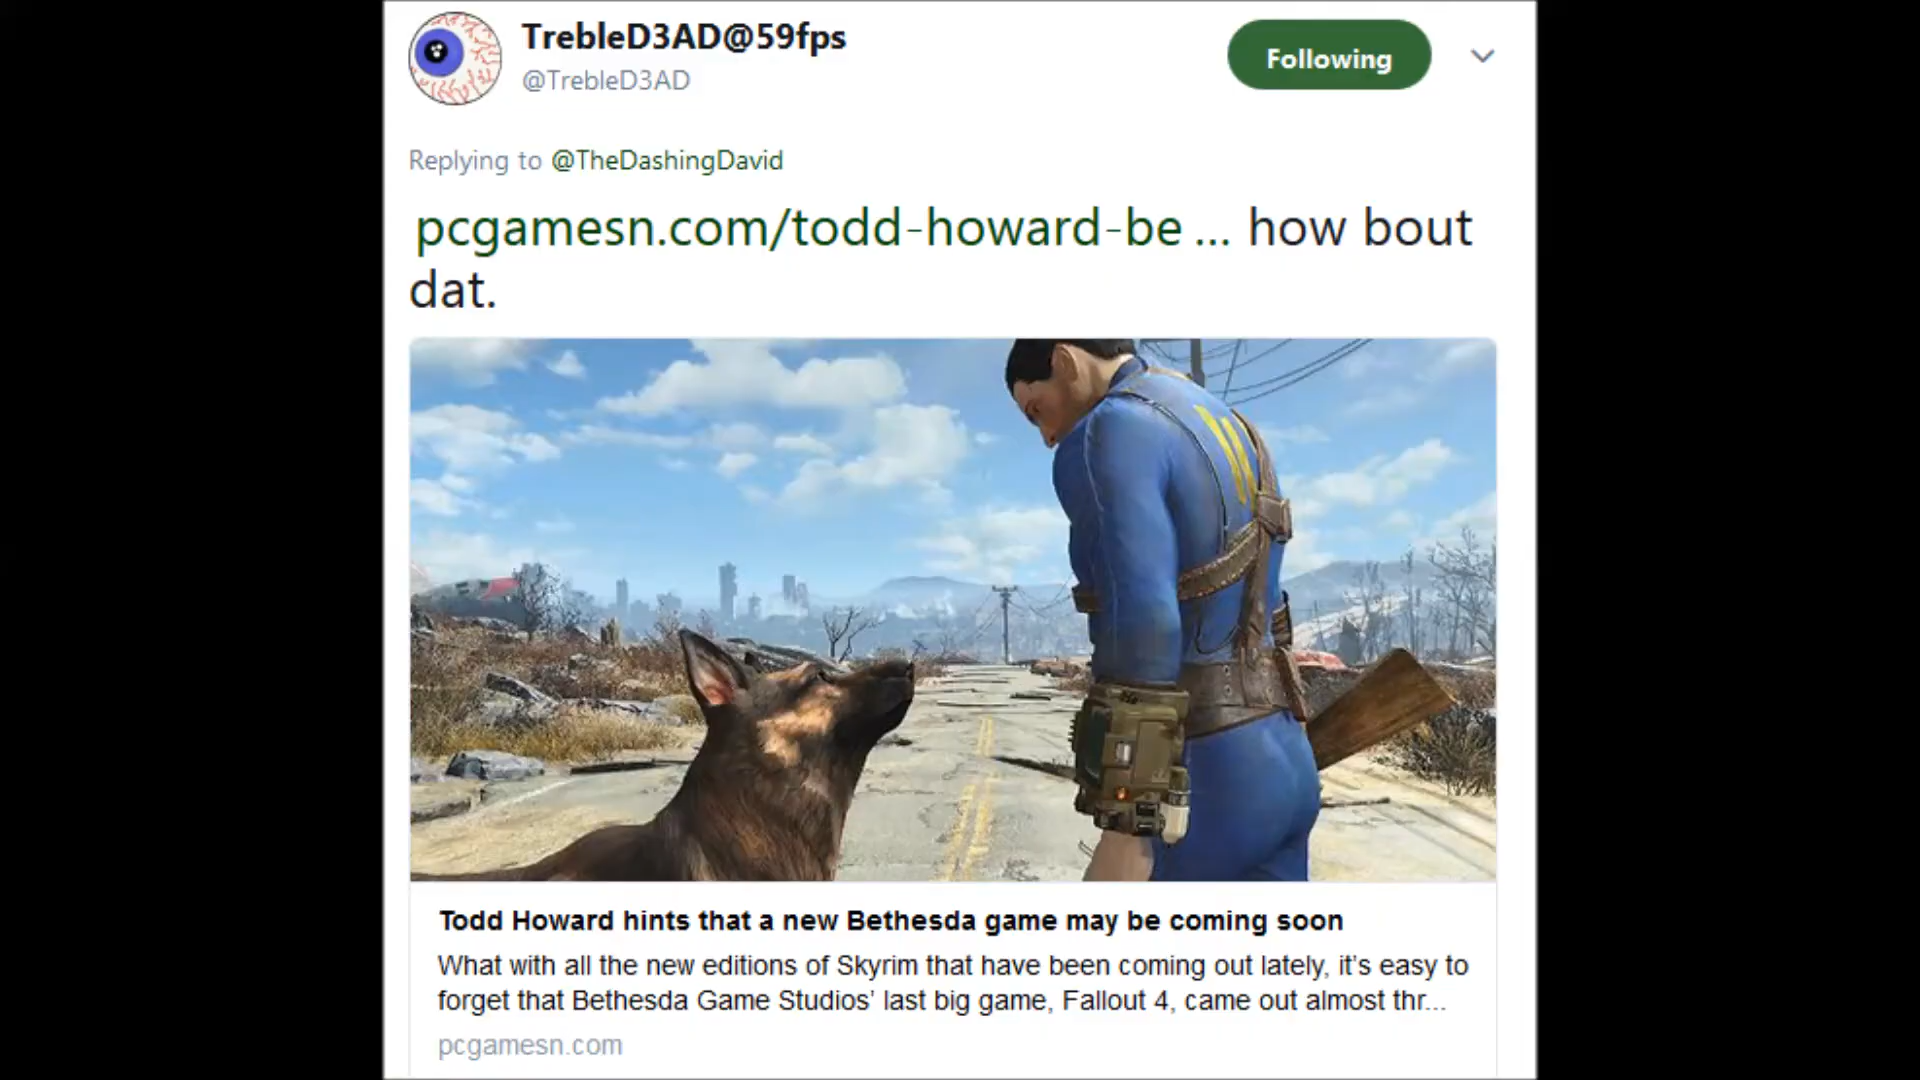 TrebleD3AD@59fps
@TrebleD3AD
Following
Replying to @TheDashingDavid
pcgamesn.com/todd-howard-be ... how bout
dat.
Todd Howard hints that a new Bethesda game may be coming soon
What with all the new editions of Skyrim that have been coming out lately, it's easy to
forget that Bethesda Game Studios' last big game, Fallout 4, came out almost thr...
pcgamesn.com